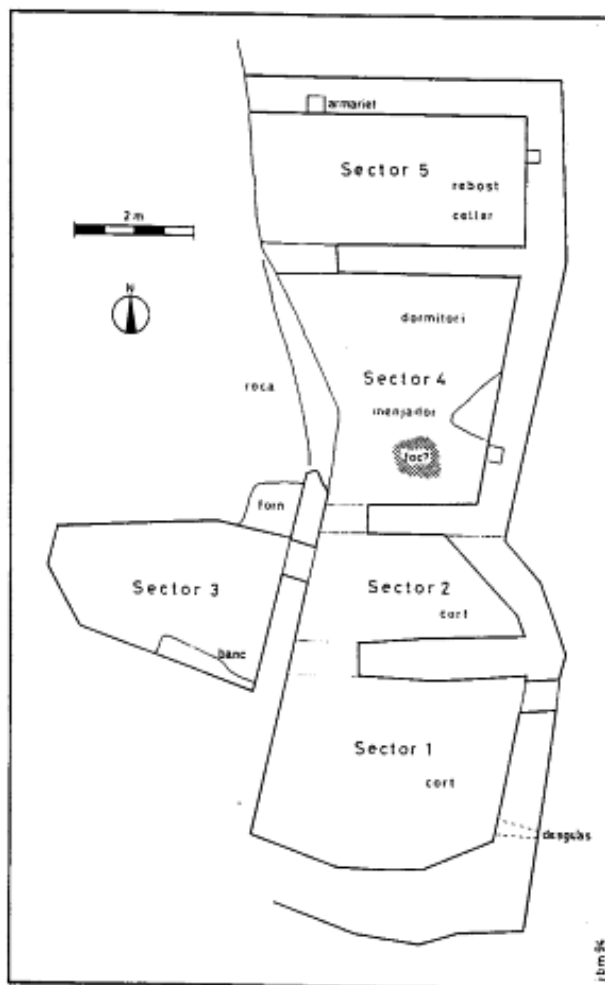 armariet
Sector 5
rebost
celler
2 m
N
dormitori
Sector 4
roca
menjador
foc?
forn
Sector 3
Sector 2
cort
banc
Sector 1
cort
desguàs
jbm94